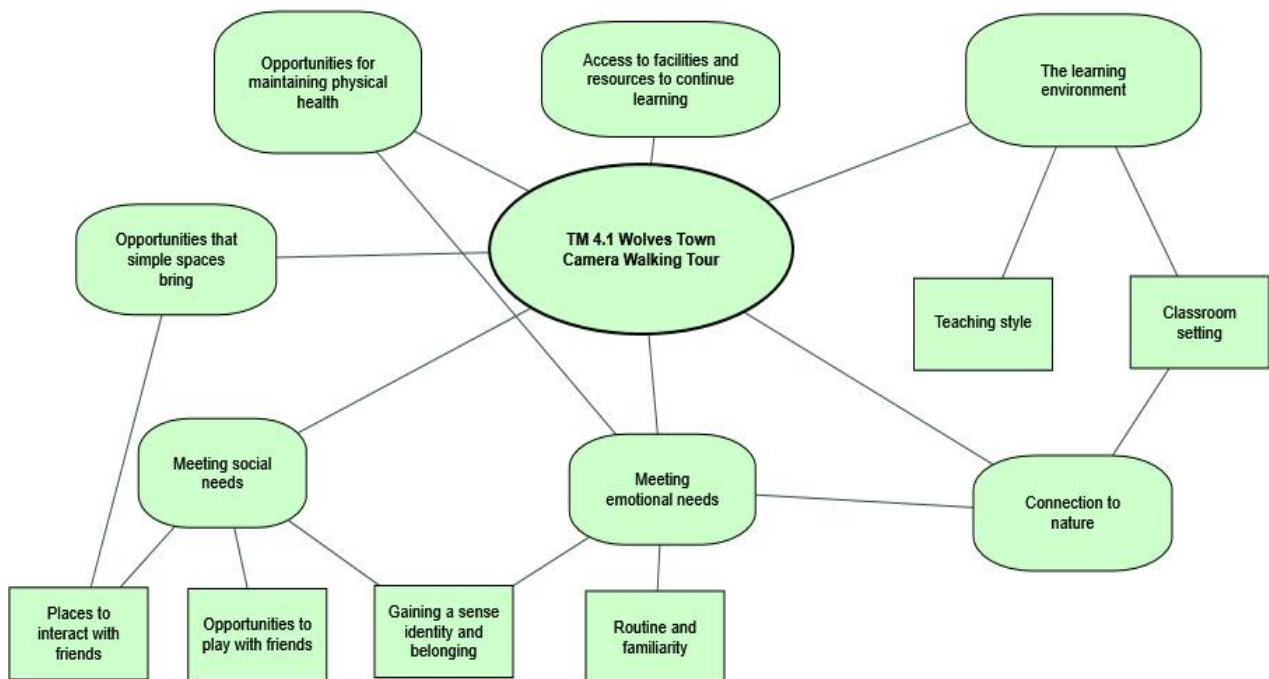 Opportunities for
maintaining physical
health
Access to facilities and
resources to continue
learning
The learning
environment
TM 4.1 Wolves Town
Camera Walking Tour
Opportunities that
simple spaces
bring
Teaching style
Classroom
setting
Meeting social
needs
Meeting
emotional needs
Connection to
nature
Places to
interact with
friends
Opportunities to
play with friends
Gaining a sense
identity and
belonging
Routine and
familiarity